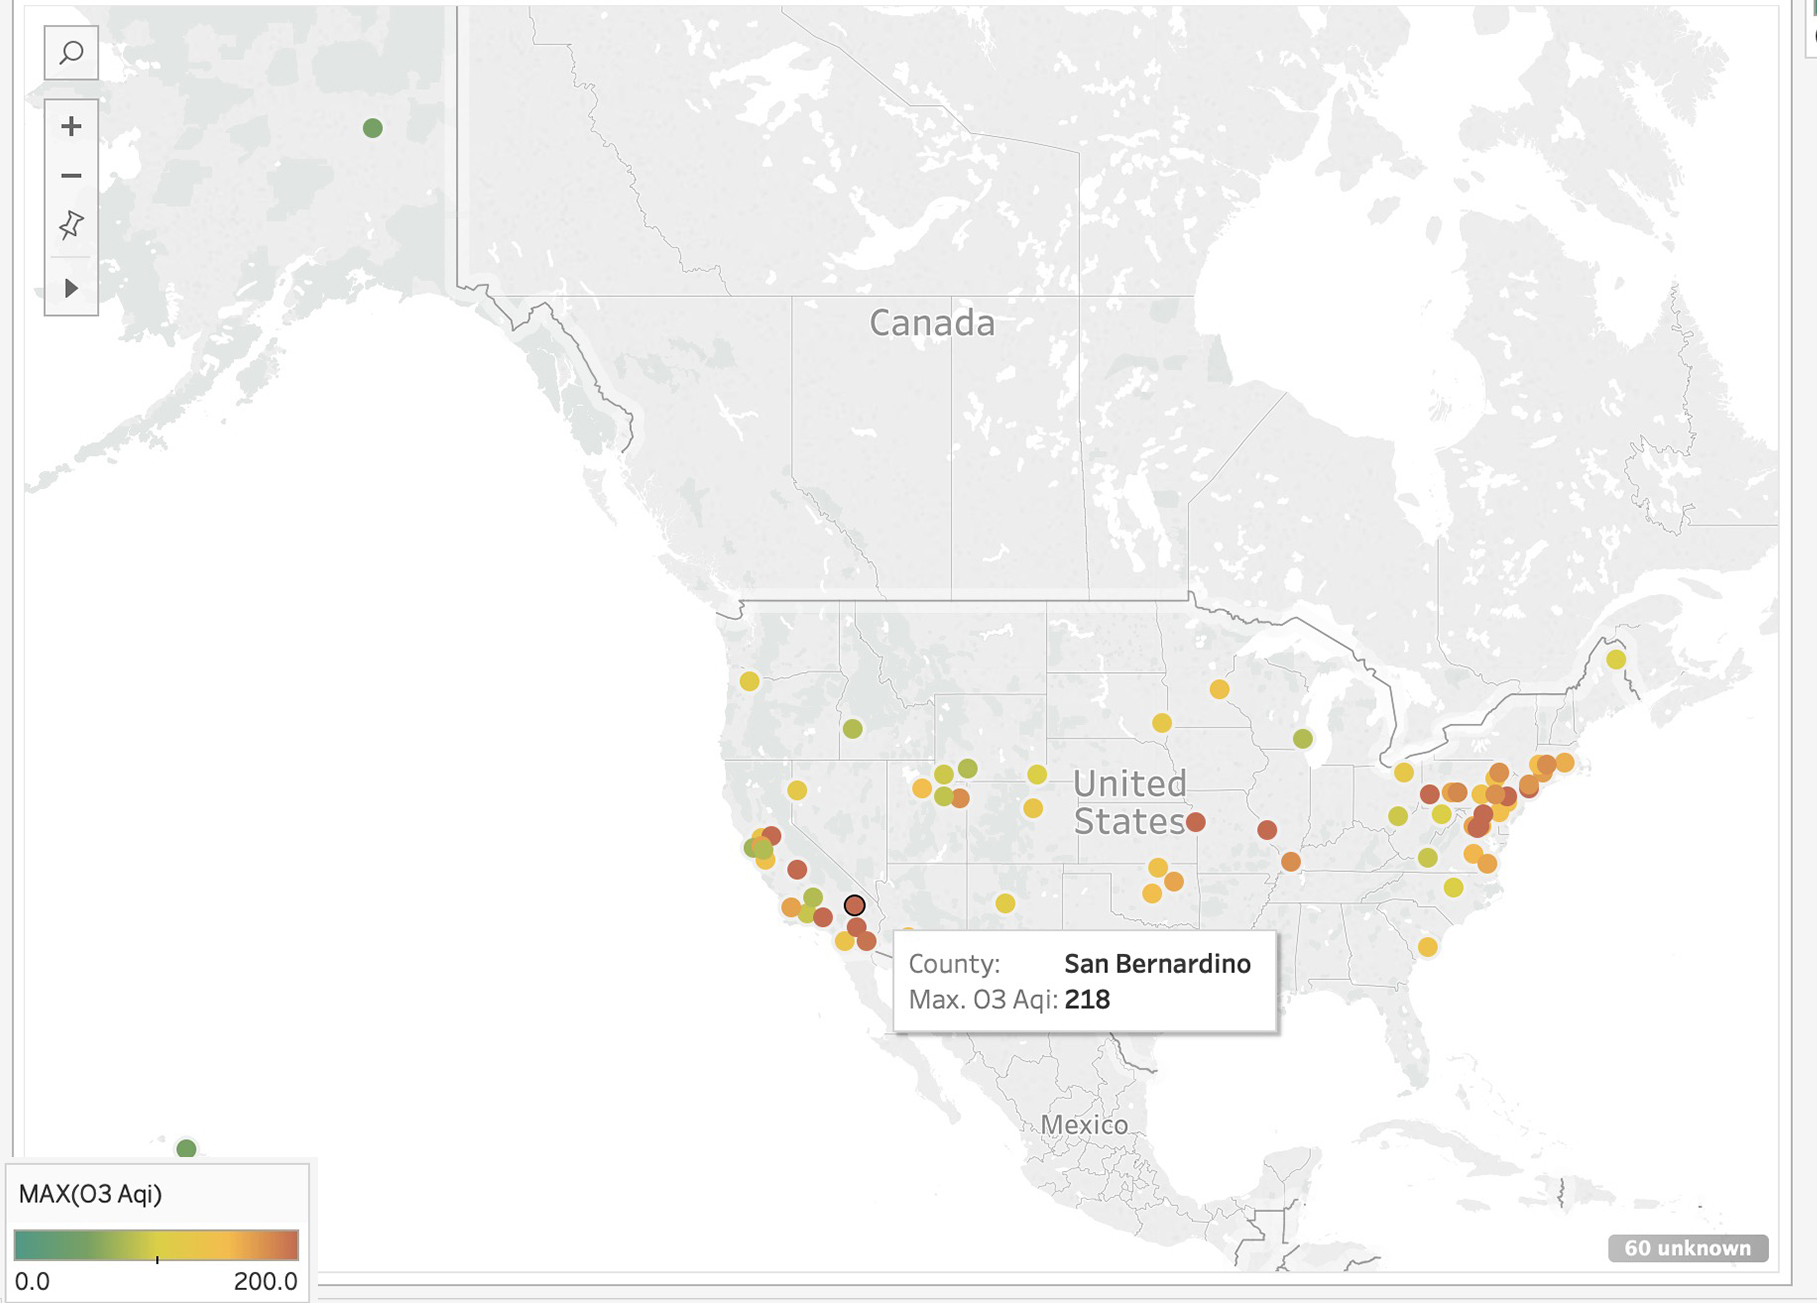 Canada
United
States
County: San Bernardino
Max. O3 Aqi: 218
Mexico
MAX(O3 Aqi)
0.0 200.0
60 unknown